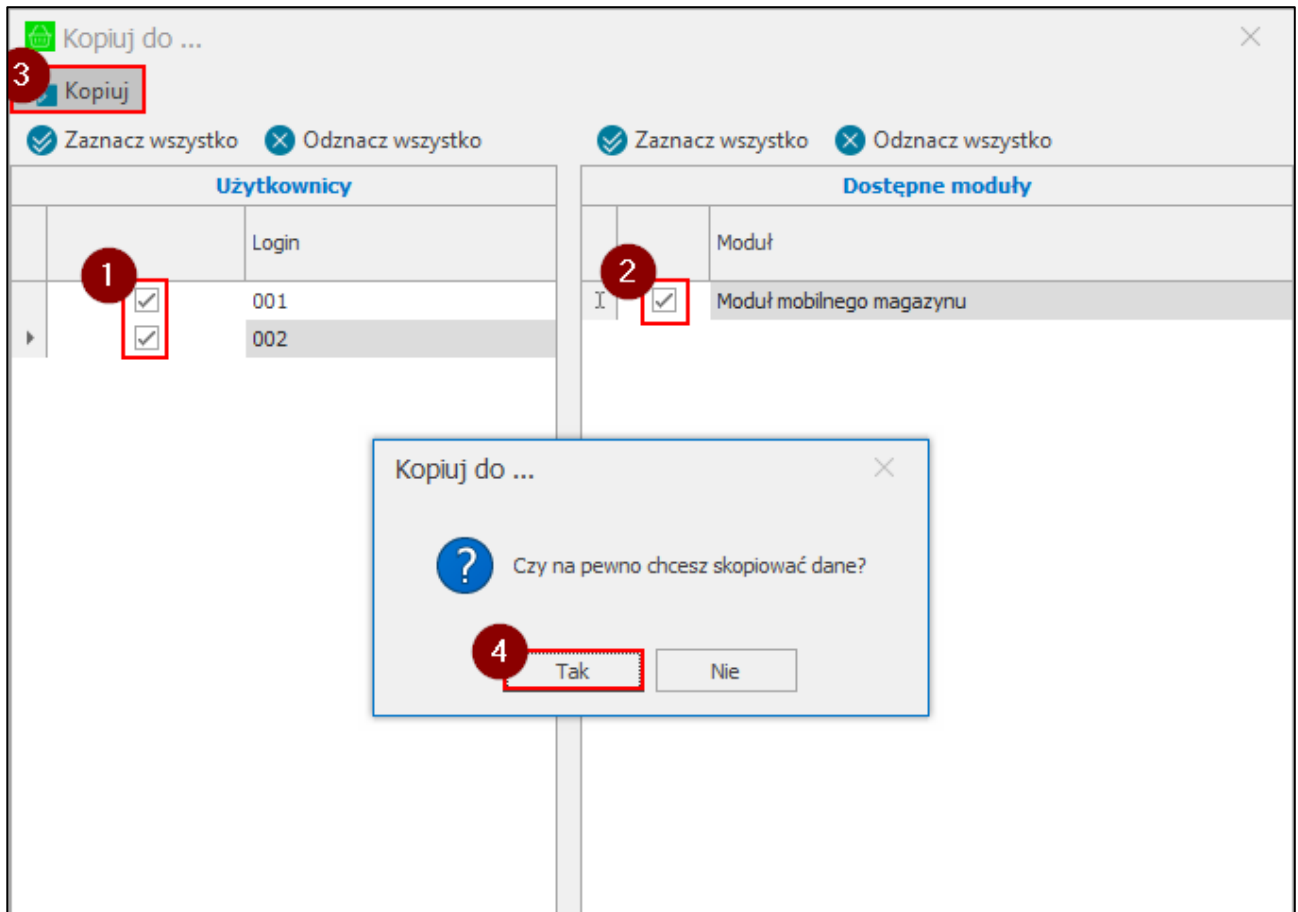 Kopiuj do ...
3
Kopiuj
Zaznacz wszystko Odznacz wszystko Zaznacz wszystko Odznacz wszystko
Użytkownicy Dostępne moduły
Login Moduł
1 2
001 Moduł mobilnego magazynu
002
Kopiuj do ...
? Czy na pewno chcesz skopiować dane?
4
Tak Nie